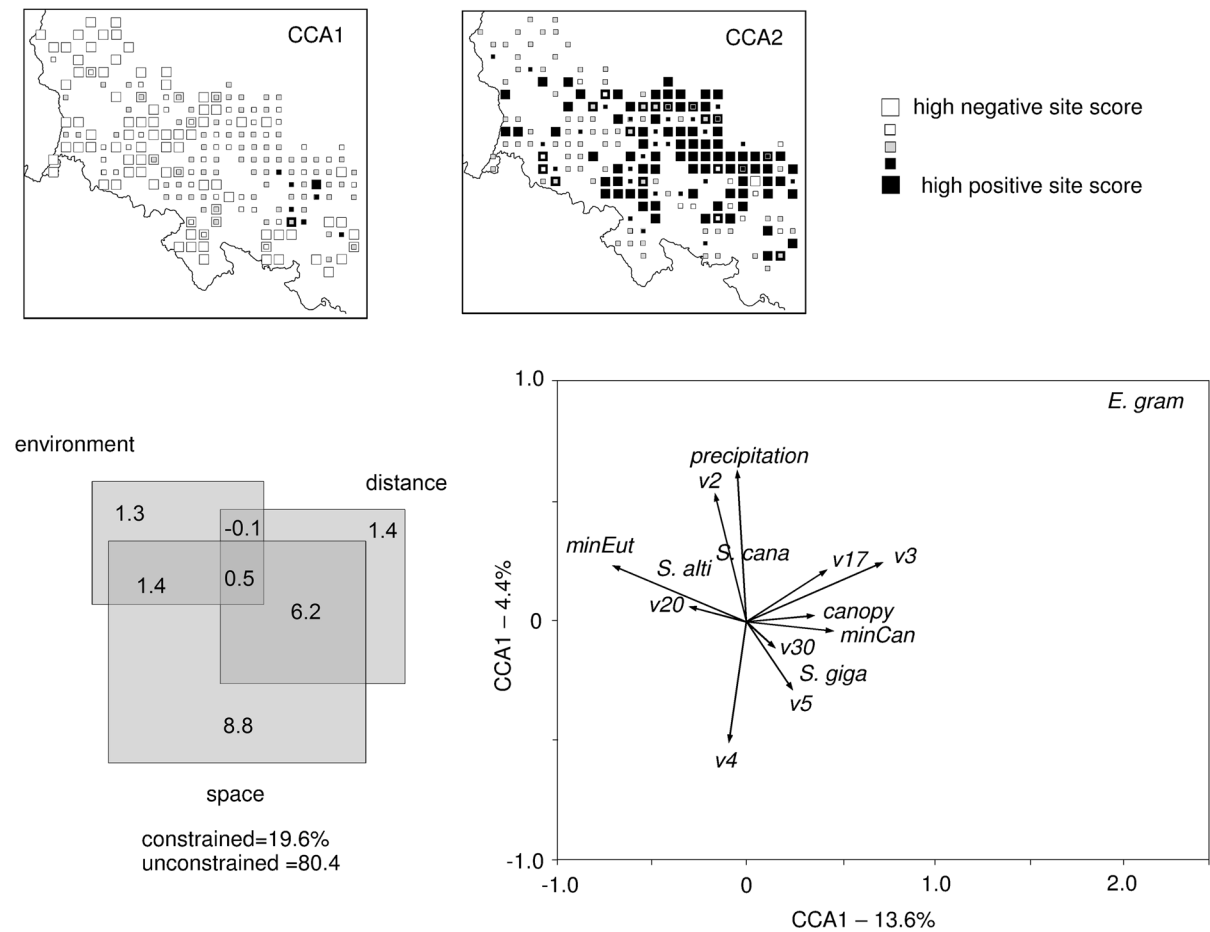 CCA1
CCA2
high negative site score
high positive site score
environment
distance
1.3
-0.1
1.4
1.4
0.5
6.2
8.8
space
constrained=19.6%
unconstrained =80.4
1.0
E. gram
precipitation
v2
minEut
S. cana
S. alti
v17
v3
v20
canopy
minCan
v30
S. giga
v5
v4
CCA1 – 4.4%
0
-1.0
-1.0
0
1.0
2.0
CCA1 – 13.6%